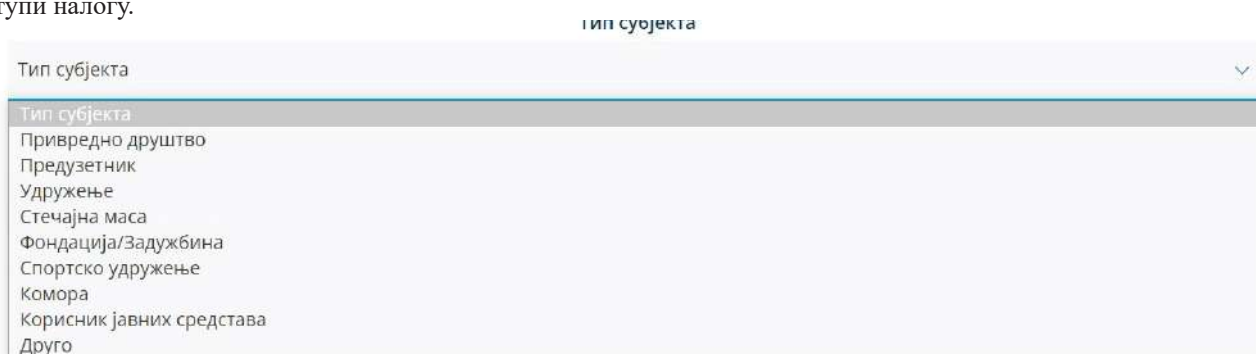 налогу.
Тип субјекта
Тип субјекта
Тип субјекта
Привредно друштво
Предузетник
Удружење
Стечајна маса
Фондација/Задужбина
Спортско удружење
Комора
Корисник јавних средстава
Друго